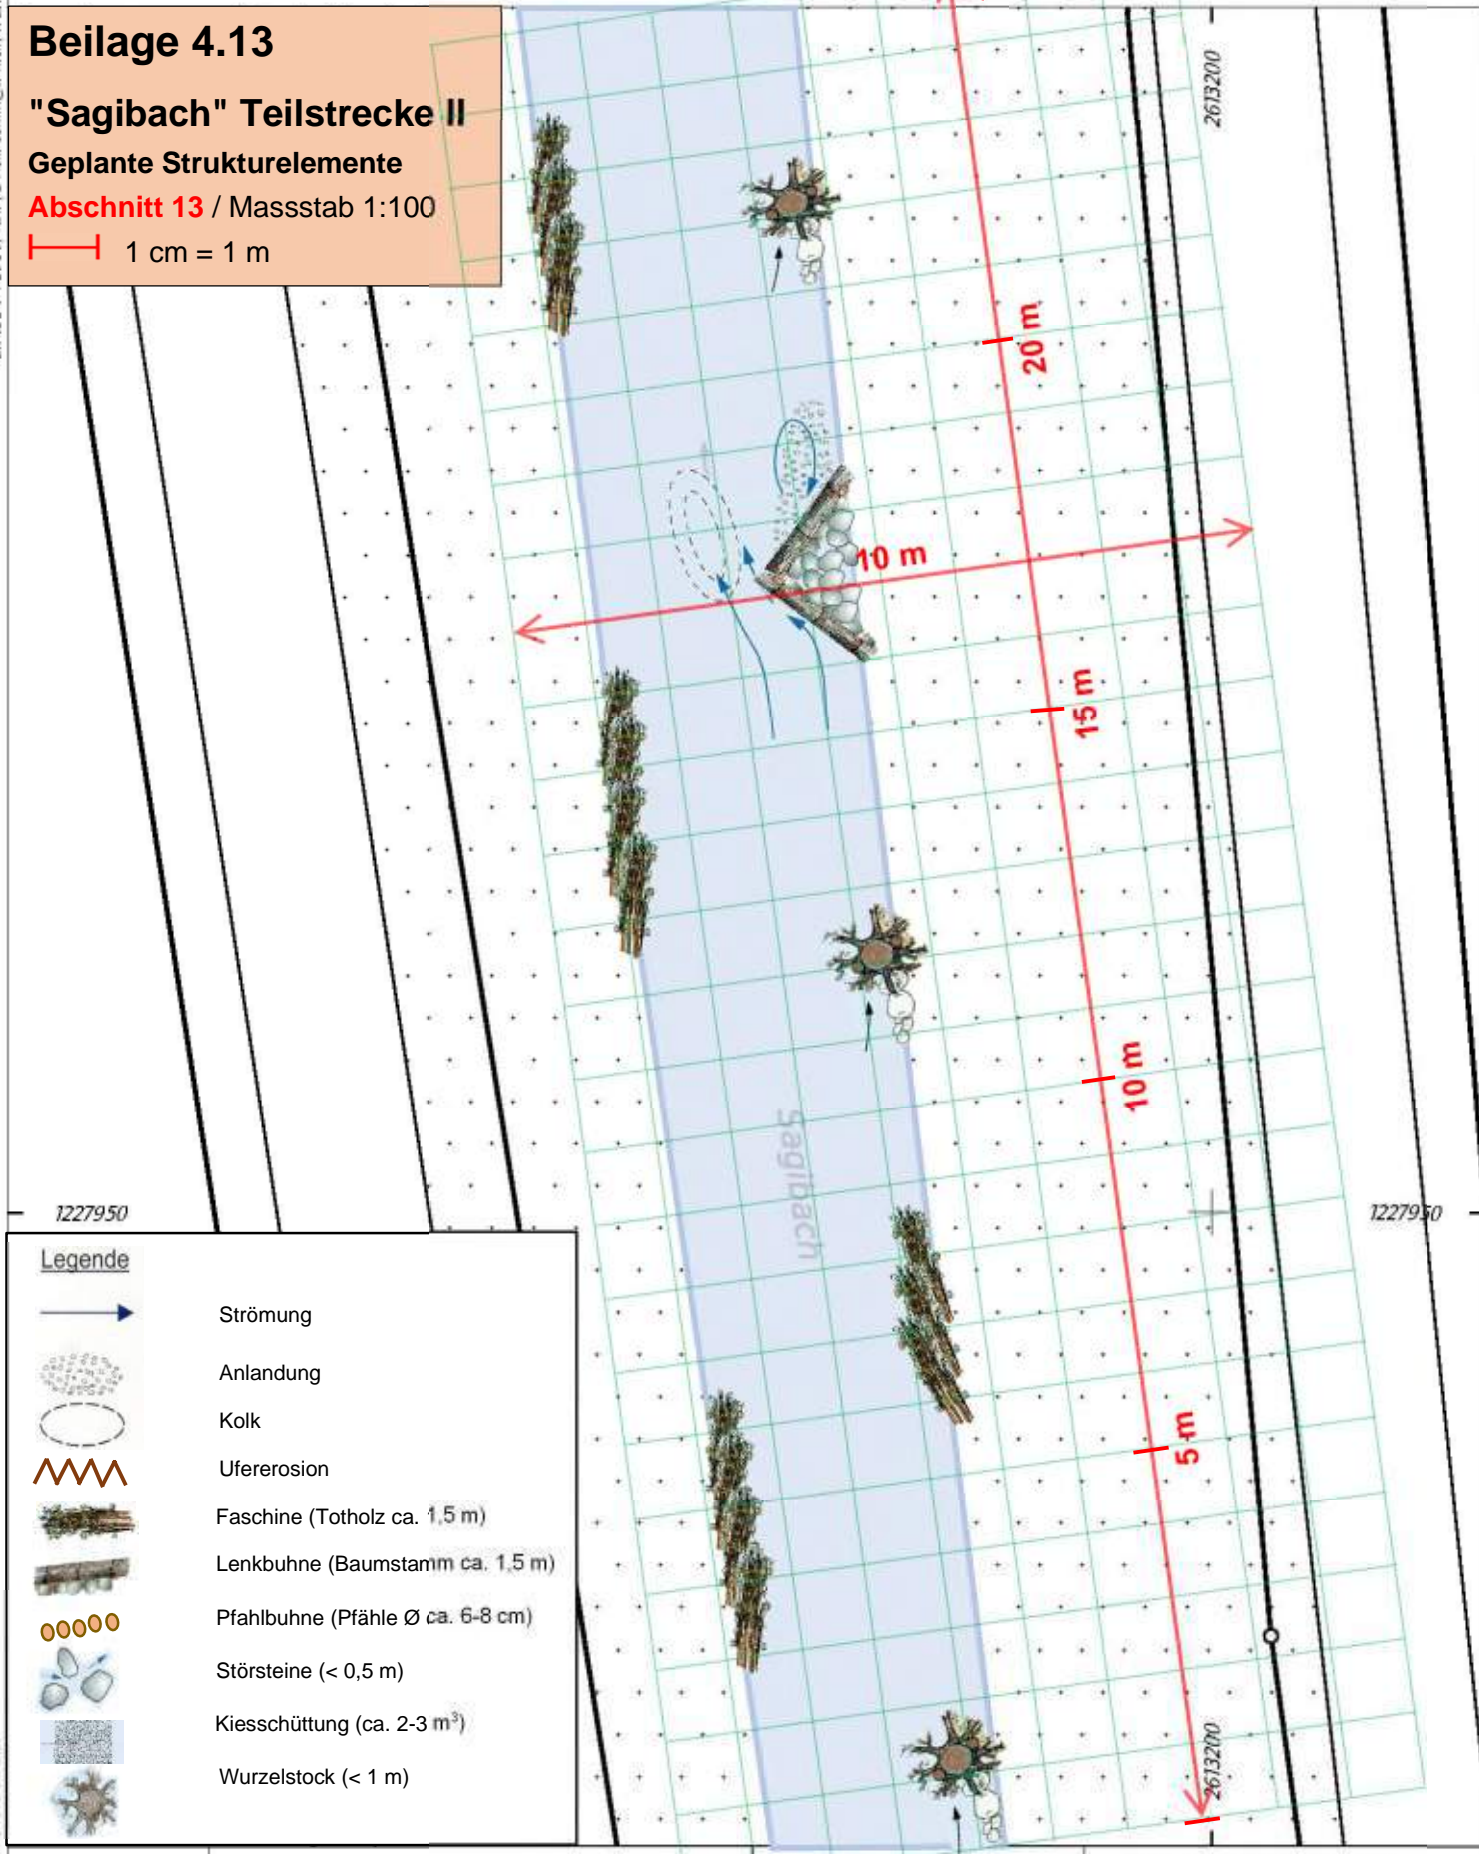 Beilage 4.13
"Sagibach" Teilstrecke II
Geplante Strukturelemente
Abschnitt 13 / Massstab 1:100
1 cm = 1 m
2613200
20 m
10 m
15 m
10 m
Sagibach
1227950
1227950
5 m
2613200
Legende
Strömung
Anlandung
Kolk
Ufererosion
Faschine (Totholz ca. 1,5 m)
Lenkbuhne (Baumstamm ca. 1,5 m)
Pfahlbuhne (Pfähle Ø ca. 6-8 cm)
Störsteine (< 0,5 m)
Kiesschüttung (ca. 2-3 m³)
Wurzelstock (< 1 m)